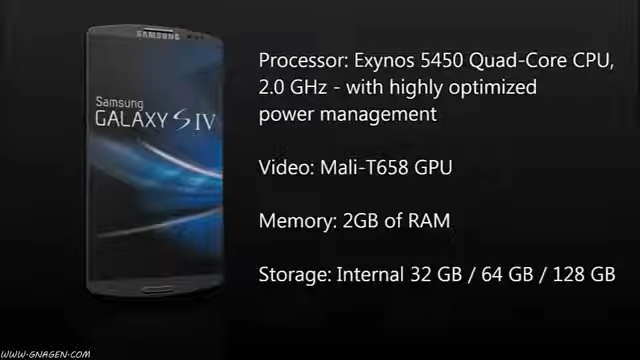 SAMSUNG
Samsung
GALAXY S IV
Processor: Exynos 5450 Quad-Core CPU,
2.0 GHz - with highly optimized
power management
Video: Mali-T658 GPU
Memory: 2GB of RAM
Storage: Internal 32 GB / 64 GB / 128 GB
WWW.GNAGEN.COM